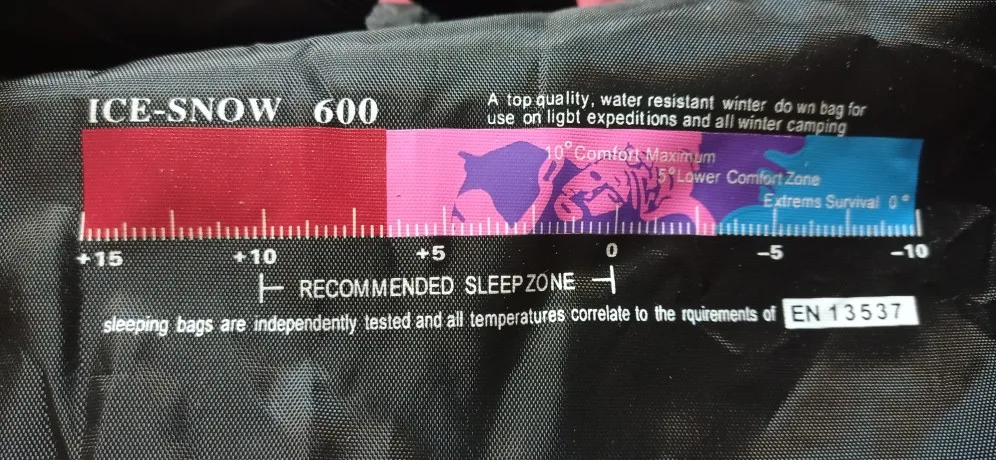 ICE-SNOW 600
A top quality, water resistant winter do wn bag for
use on ligbt expeditions and all winter camping
10° Comfort Maximum
5° Lower Comfort Zone
Extrems Survival 0°
+15 +10 +5 0 -5 -10
RECOMMENDED SLEEPZONE
sleeping bags are independently tested and all temperatures correlate to the rquirements of EN 13537